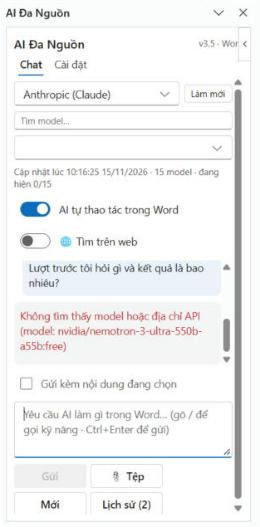 AI Đa Nguồn
AI Đa Nguồn
v3.5 - Wor
Chat
Cài đặt
Anthropic (Claude)
Làm mới
Tìm model...
Cập nhật lúc 10:16:25 15/11/2026 · 15 model · đang
hiện 0/15
AI tự thao tác trong Word
Tìm trên web
Lượt trước tôi hỏi gì và kết quả là bao
nhiêu?
Không tìm thấy model hoặc địa chỉ API
(model: nvidia/nemotron-3-ultra-550b-
a55b:free)
Gửi kèm nội dung đang chọn
Yêu cầu AI làm gì trong Word... (gõ / để
gọi kỹ năng · Ctrl+Enter để gửi)
Gửi
Tệp
Mới
Lịch sử (2)